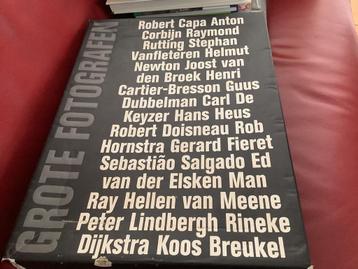 GROTE FOTOGRAFEN
Robert Capa Anton
Corbijn Raymond
Rutting Stephan
Vanfleteren Helmut
Newton Joost van
den Broek Henri
Cartier-Bresson Guus
Dubbelman Carl De
Keyzer Hans Heus
Robert Doisneau Rob
Hornstra Gerard Fieret
Sebastião Salgado Ed
van der Elsken Man
Ray Hellen van Meene
Peter Lindbergh Rineke
Dijkstra Koos Breukel